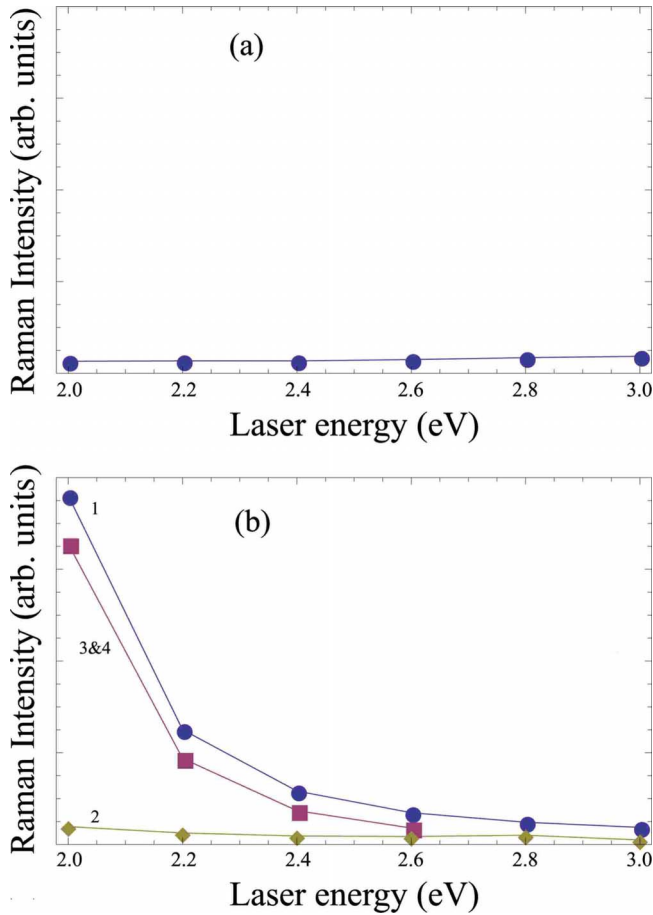 (a)
Raman Intensity (arb. units)
2.0 2.2 2.4 2.6 2.8 3.0
Laser energy (eV)
(b)
1
3&4
2
Raman Intensity (arb. units)
2.0 2.2 2.4 2.6 2.8 3.0
Laser energy (eV)